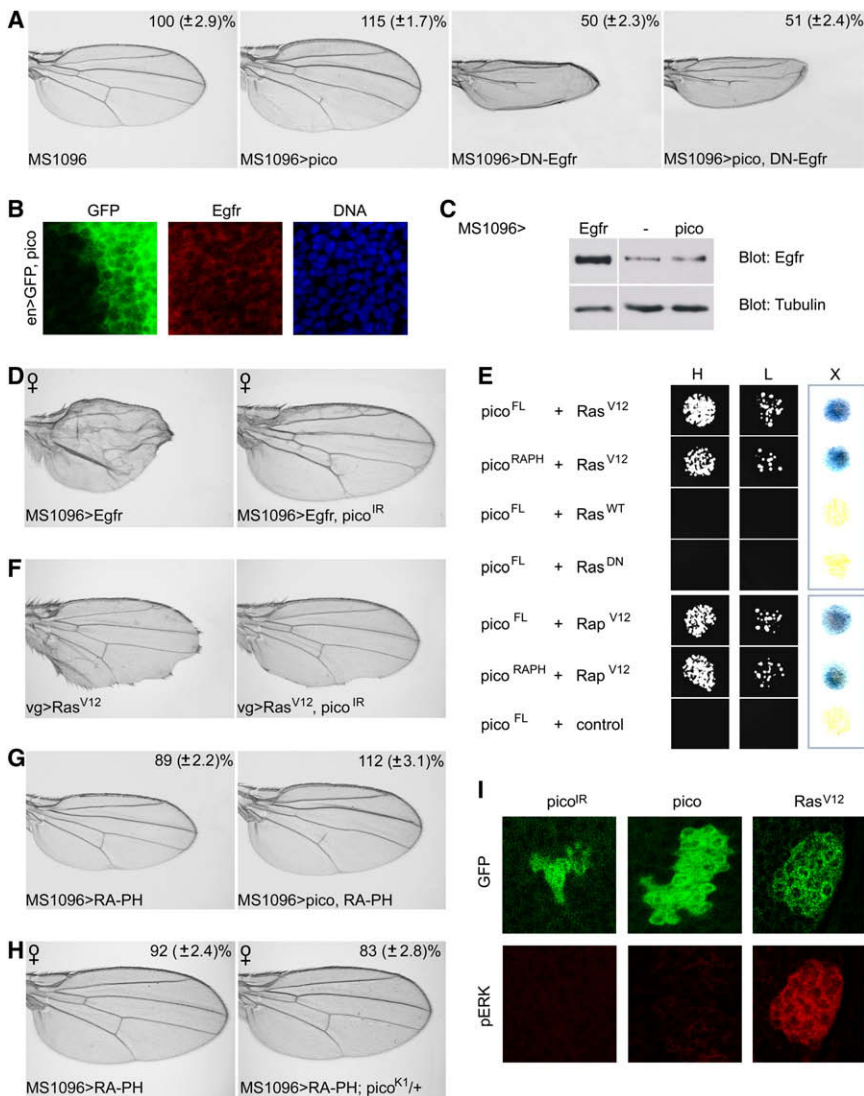 A
100 (±2.9)%
115 (±1.7)%
50 (±2.3)%
51 (±2.4)%
MS1096
MS1096>pico
MS1096>DN-Egfr
MS1096>pico, DN-Egfr
B
GFP
Egfr
DNA
en>GFP, pico
C
MS1096>
Egfr
-
pico
Blot: Egfr
Blot: Tubulin
D
♀
♀
MS1096>Egfr
MS1096>Egfr, pico^IR
E
H
L
X
pico^FL + Ras^V12
pico^RAPH + Ras^V12
pico^FL + Ras^WT
pico^FL + Ras^DN
pico^FL + Rap^V12
pico^RAPH + Rap^V12
pico^FL + control
F
vg>Ras^V12
vg>Ras^V12, pico^IR
G
89 (±2.2)%
112 (±3.1)%
MS1096>RA-PH
MS1096>pico, RA-PH
H
♀
92 (±2.4)%
♀
83 (±2.8)%
MS1096>RA-PH
MS1096>RA-PH; pico^K1/+
I
pico^IR
pico
Ras^V12
GFP
pERK